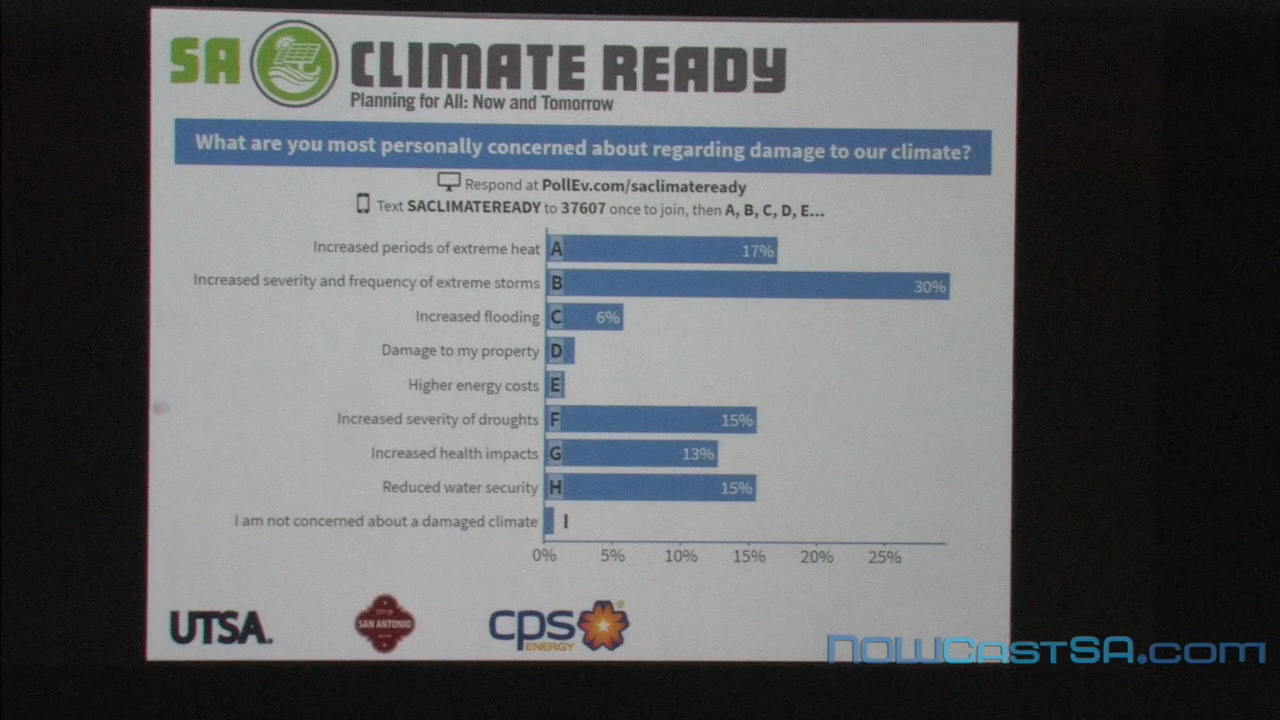 SA CLIMATE READY
Planning for All: Now and Tomorrow
What are you most personally concerned about regarding damage to our climate?
Respond at PollEv.com/saclimateready
Text SACLIMATEREADY to 37607 once to join, then A, B, C, D, E...
Increased periods of extreme heat A 17%
Increased severity and frequency of extreme storms B 30%
Increased flooding C 6%
Damage to my property D
Higher energy costs E
Increased severity of droughts F 15%
Increased health impacts G 13%
Reduced water security H 15%
I am not concerned about a damaged climate I
0% 5% 10% 15% 20% 25%
UTSA.
SAN ANTONIO
cps
ENERGY
NOWCastSA.com